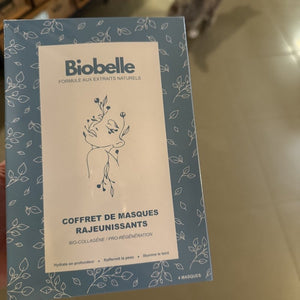 Biobelle
FORMULE AUX EXTRAITS NATURELS
COFFRET DE MASQUES
RAJEUNISSANTS
BIO-COLLAGÈNE | PRO-RÉGÉNÉRATION
Hydrate en profondeur • Raffermit la peau • Illumine le teint
4 MASQUES